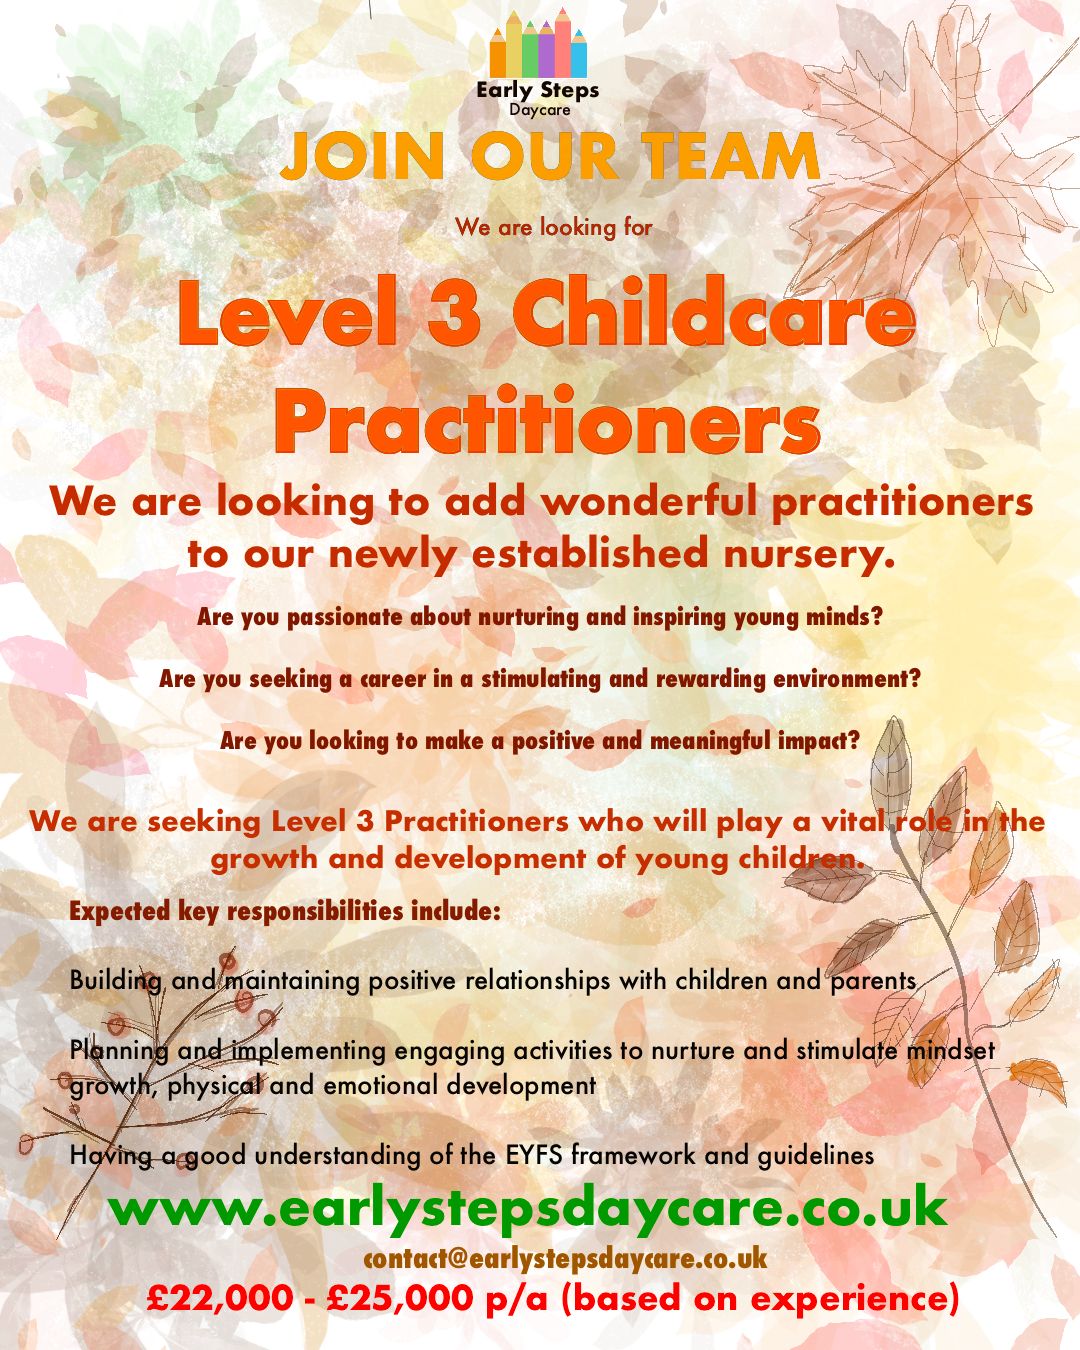 Early Steps
Daycare
JOIN OUR TEAM
We are looking for
Level 3 Childcare
Practitioners
We are looking to add wonderful practitioners
to our newly established nursery.
Are you passionate about nurturing and inspiring young minds?
Are you seeking a career in a stimulating and rewarding environment?
Are you looking to make a positive and meaningful impact?
We are seeking Level 3 Practitioners who will play a vital role in the
growth and development of young children.
Expected key responsibilities include:
Building and maintaining positive relationships with children and parents
Planning and implementing engaging activities to nurture and stimulate mindset
growth, physical and emotional development
Having a good understanding of the EYFS framework and guidelines
www.earlystepsdaycare.co.uk
contact@earlystepsdaycare.co.uk
£22,000 - £25,000 p/a (based on experience)